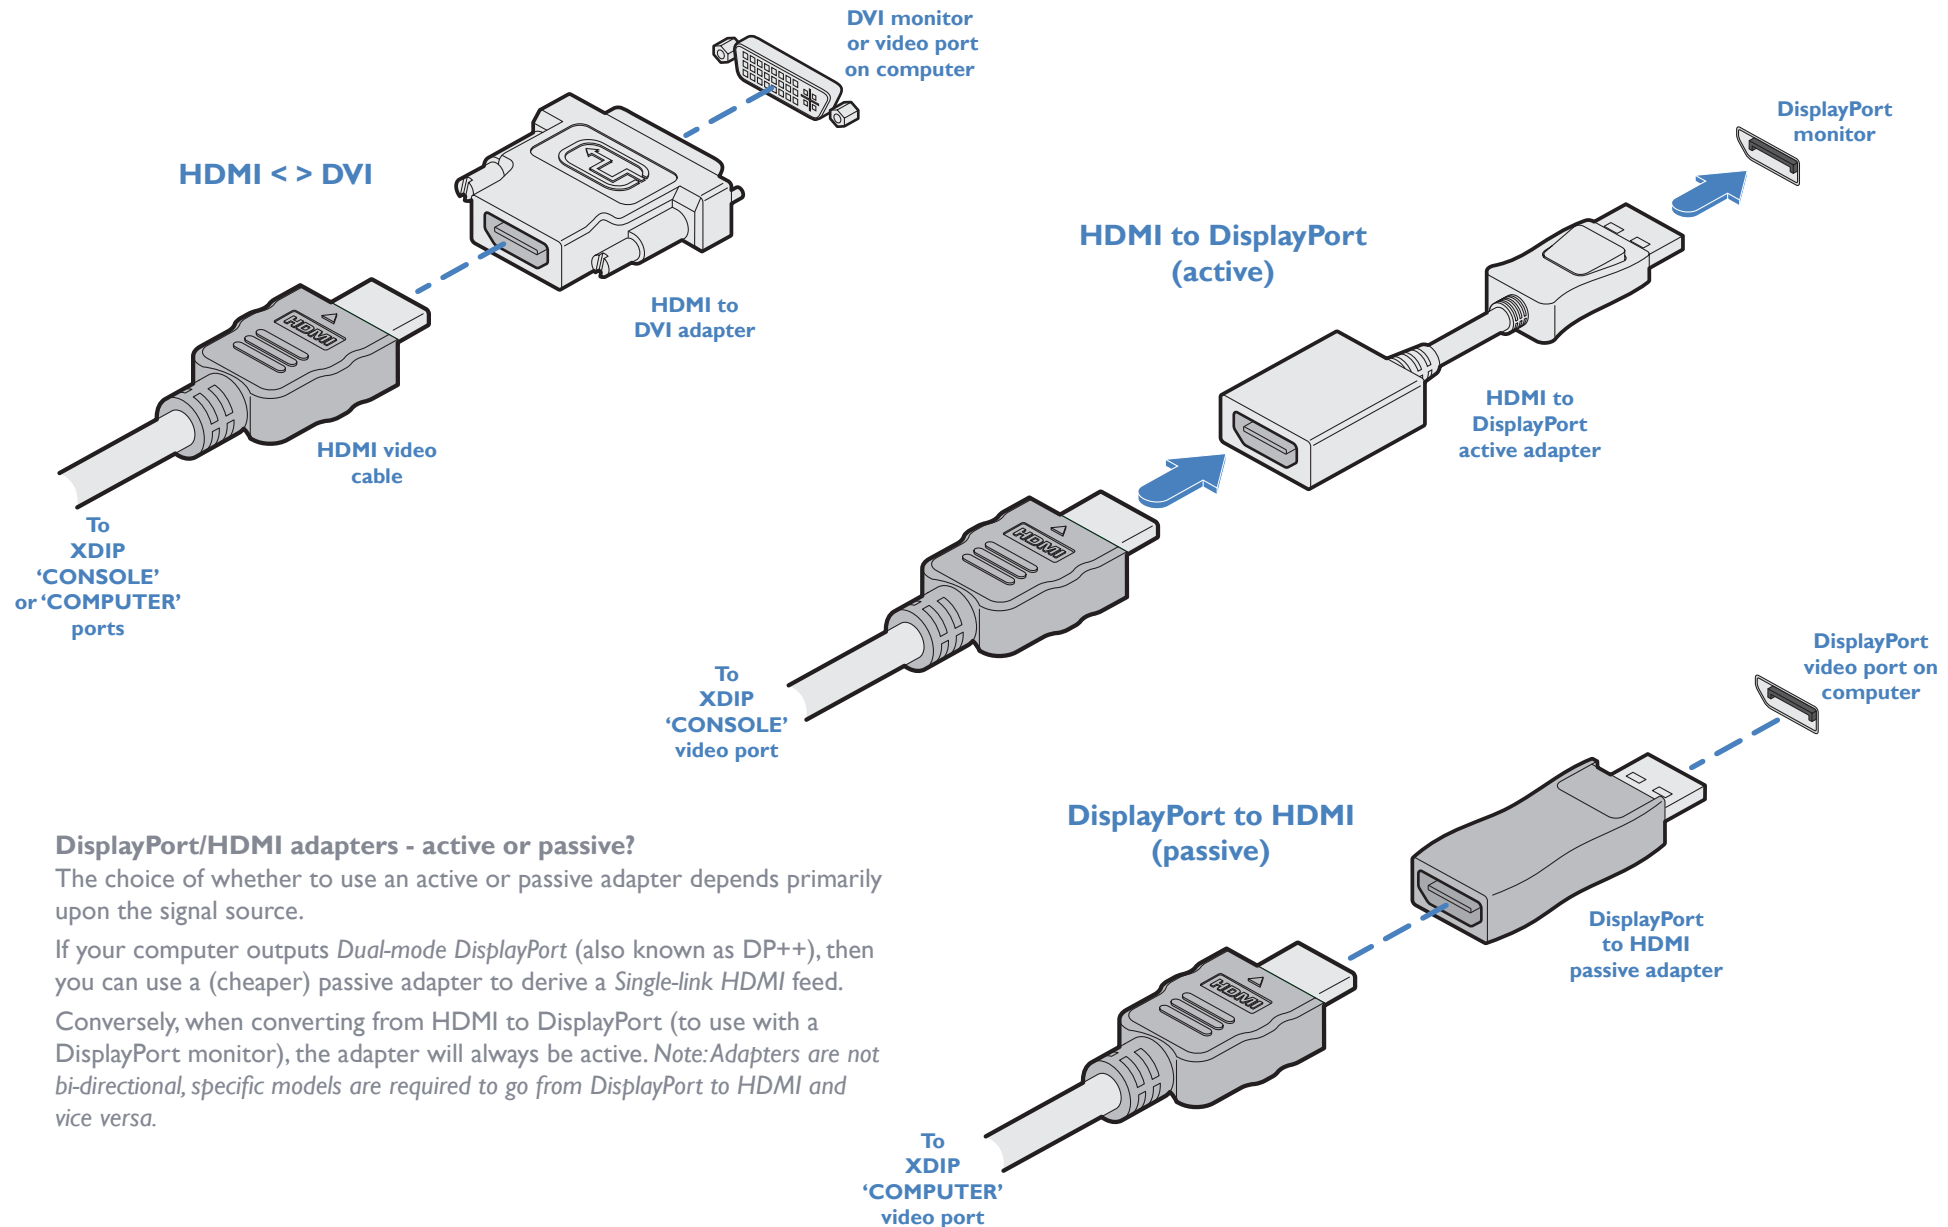 DVI monitor
or video port
on computer
HDMI < > DVI
HDMI to
DVI adapter
HDMI
HDMI video
cable
To
XDIP
‘CONSOLE’
or ‘COMPUTER’
ports
DisplayPort
monitor
HDMI to DisplayPort
(active)
HDMI to
DisplayPort
active adapter
HDMI
To
XDIP
‘CONSOLE’
video port
DisplayPort
video port on
computer
DisplayPort to HDMI
(passive)
DisplayPort
to HDMI
passive adapter
HDMI
To
XDIP
‘COMPUTER’
video port
DisplayPort/HDMI adapters - active or passive?
The choice of whether to use an active or passive adapter depends primarily
upon the signal source.
If your computer outputs Dual-mode DisplayPort (also known as DP++), then
you can use a (cheaper) passive adapter to derive a Single-link HDMI feed.
Conversely, when converting from HDMI to DisplayPort (to use with a
DisplayPort monitor), the adapter will always be active. Note: Adapters are not
bi-directional, specific models are required to go from DisplayPort to HDMI and
vice versa.